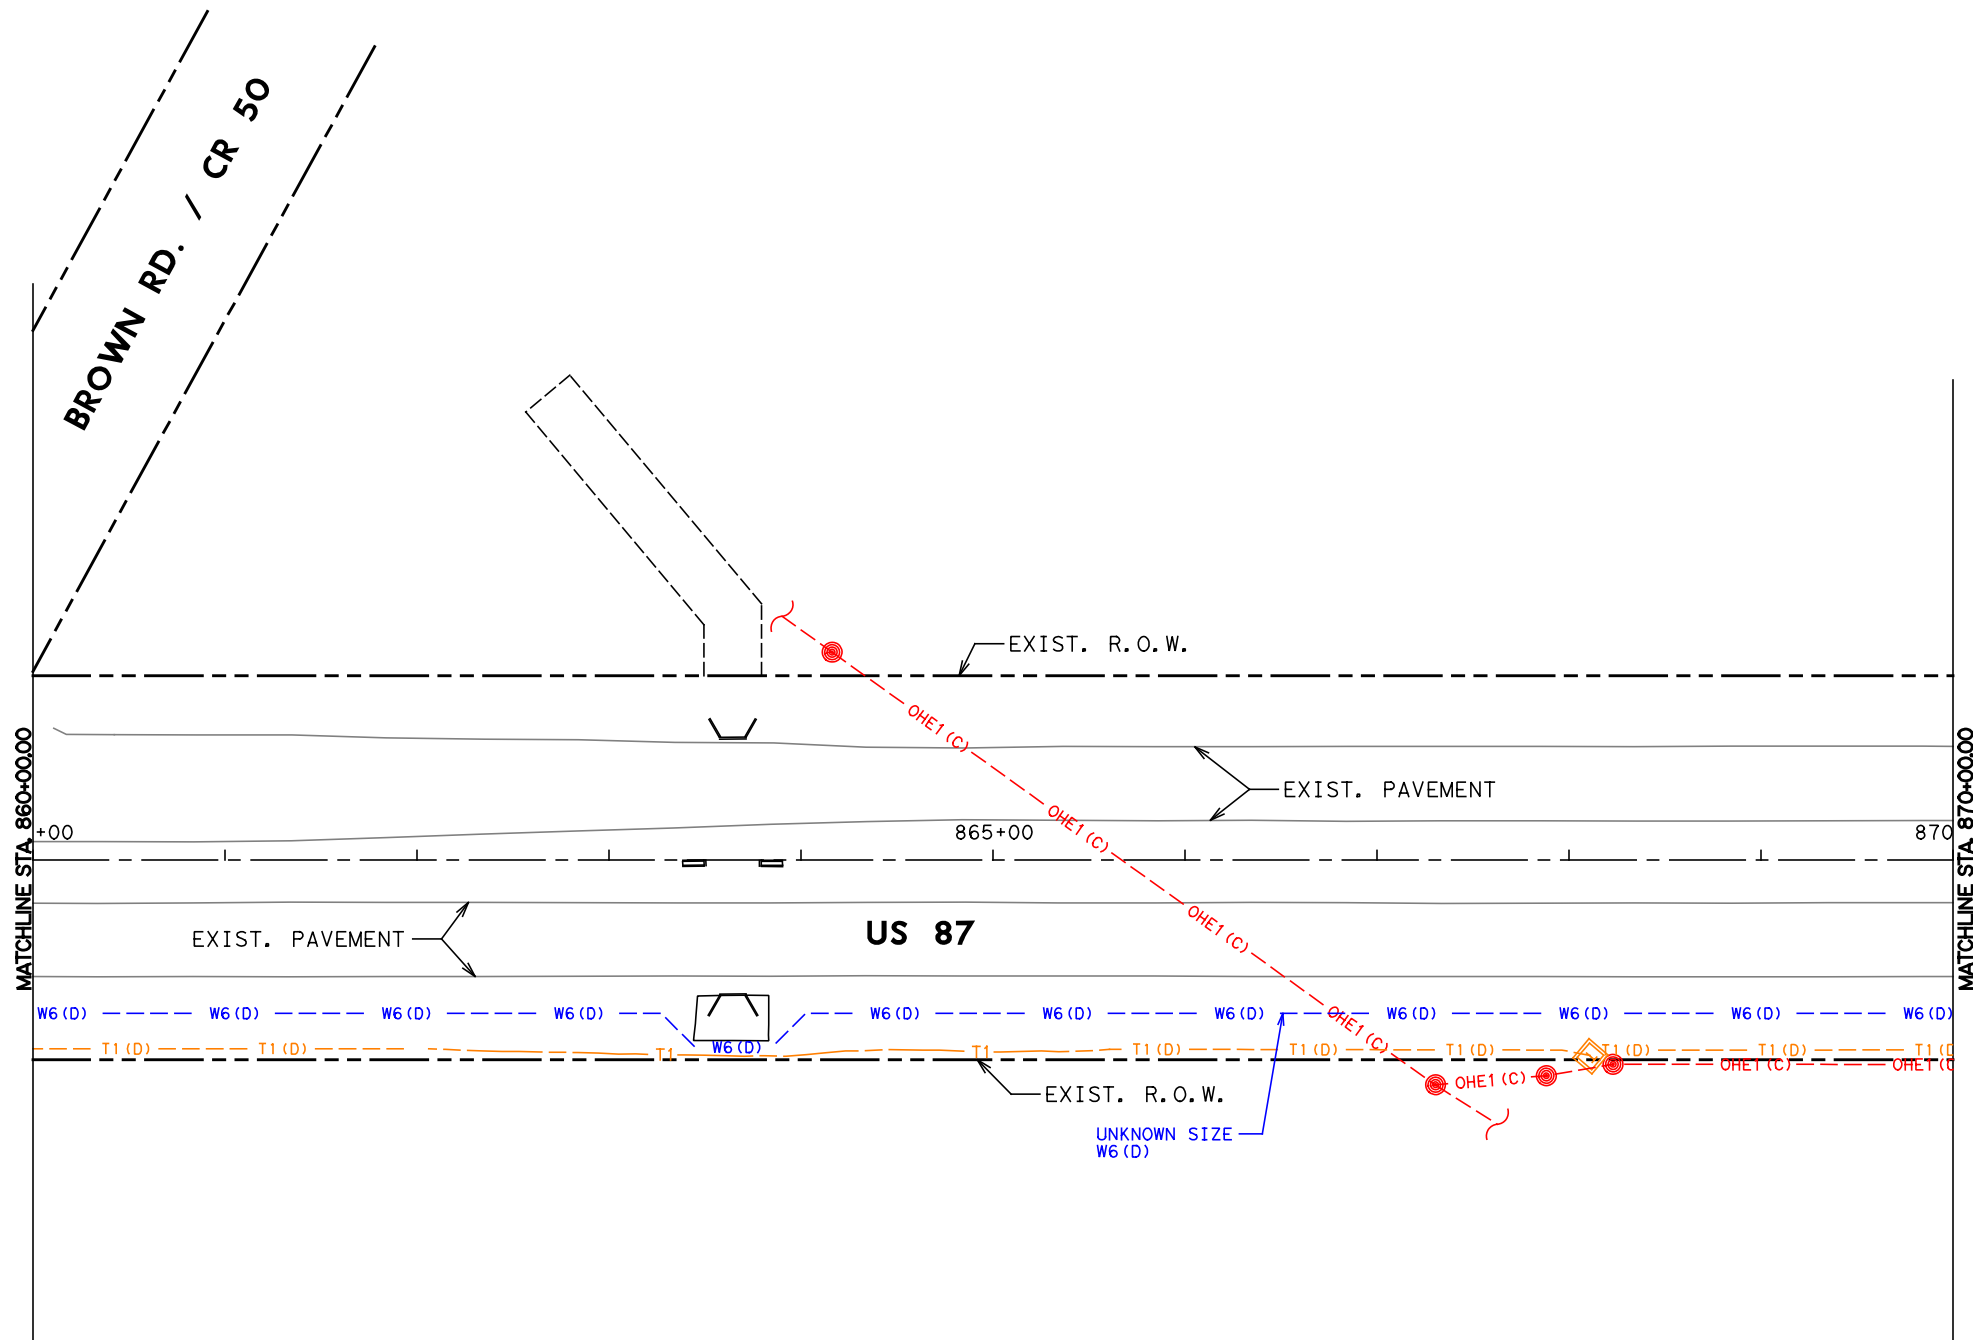 BROWN RD. / CR 50
EXIST. R.O.W.
OHE1(C)
MATCHLINE STA. 860+00.00
MATCHLINE STA. 870+00.00
EXIST. PAVEMENT
OHE1(C)
+00
865+00
870
OHE1(C)
EXIST. PAVEMENT
US 87
W6(D) W6(D) W6(D) W6(D) W6(D) W6(D) W6(D) W6(D) W6(D) W6(D) W6(D)
OHE1(C)
W6(D)
T1(D) T1(D) T1 T1 T1(D) T1(D) T1(D) T1(D) T1(D) T1(D
OHE1(C) OHE1(C
OHE1(C)
EXIST. R.O.W.
UNKNOWN SIZE
W6(D)